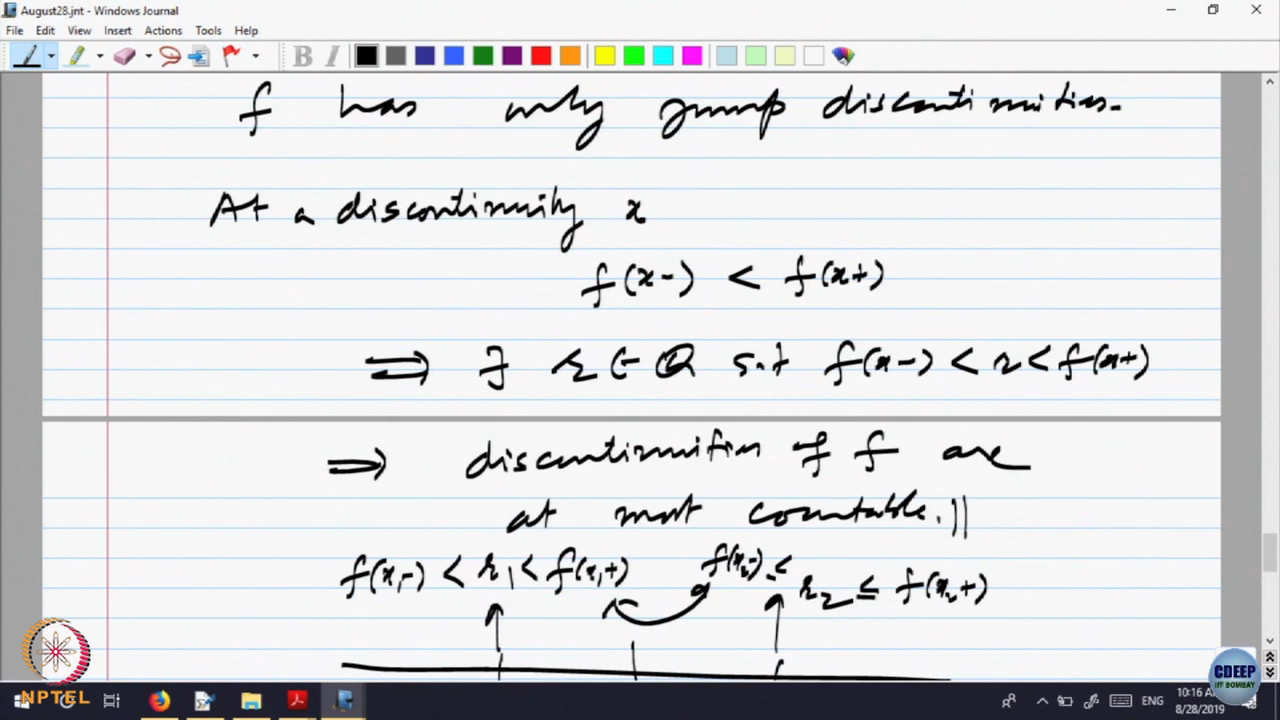 August28.jnt - Windows Journal
File Edit View Insert Actions Tools Help
B I
f has only jump discontinuities.
At a discontinuity x
f(x-) < f(x+)
⟹ ∃ r ∈ Q s.t f(x-) < r < f(x+)
⟹ discontinuities of f are
at most countable. ||
f(x₁-) < r₁ < f(x₁+) f(x₂-) ≤ r₂ ≤ f(x₂+)
NPTEL
CDEEP
IIT BOMBAY
ENG
10:16 A
8/28/2019